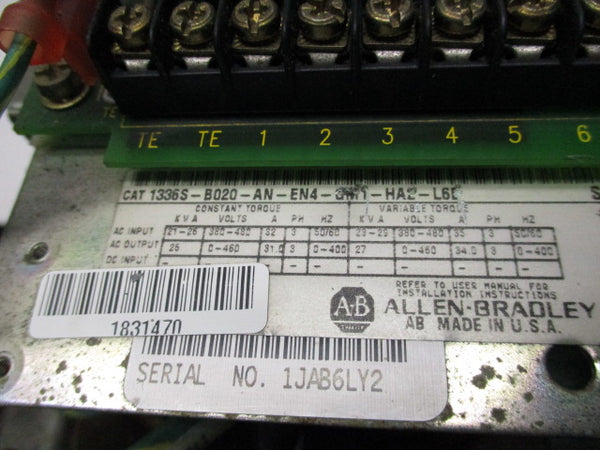 TE TE TE 1 2 3 4 5 6
CAT 1336S-B020-AN-EN4- -HA2-L6E S
CONSTANT TORQUE VARIABLE TORQUE
KVA VOLTS A PH HZ KVA VOLTS A PH HZ
AC INPUT 21-26 380-480 32 3 50/60 23-29 380-480 35 3 50/60
AC OUTPUT 25 0-460 31.0 3 0-400 27 0-460 34.0 3 0-400
DC INPUT - - - - - -
REFER TO USER MANUAL FOR
INSTALLATION INSTRUCTIONS
A-B ALLEN-BRADLEY
AB MADE IN U.S.A.
1831470
SERIAL NO. 1JAB6LY2